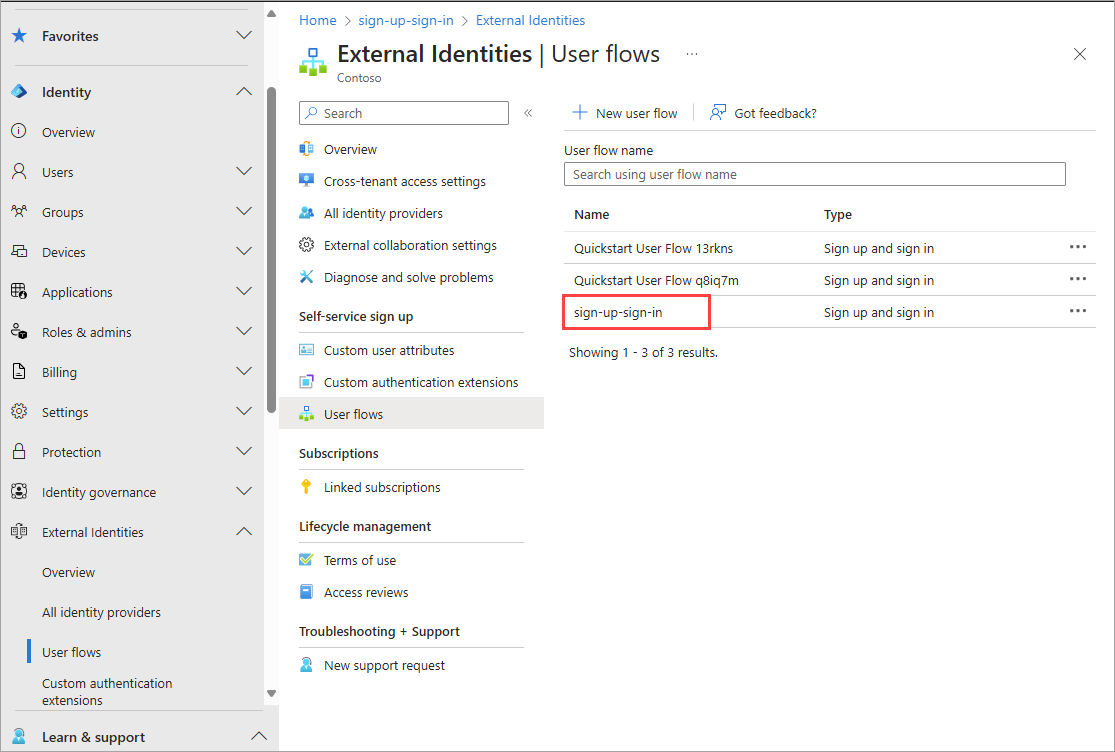 Favorites
Identity
Overview
Users
Groups
Devices
Applications
Roles & admins
Billing
Settings
Protection
Identity governance
External Identities
Overview
All identity providers
User flows
Custom authentication
extensions
Learn & support
Home > sign-up-sign-in > External Identities
External Identities | User flows ...
Contoso
Search
Overview
Cross-tenant access settings
All identity providers
External collaboration settings
Diagnose and solve problems
Self-service sign up
Custom user attributes
Custom authentication extensions
User flows
Subscriptions
Linked subscriptions
Lifecycle management
Terms of use
Access reviews
Troubleshooting + Support
New support request
New user flow Got feedback?
User flow name
Search using user flow name
Name Type
Quickstart User Flow 13rkns Sign up and sign in
Quickstart User Flow q8iq7m Sign up and sign in
sign-up-sign-in Sign up and sign in
Showing 1 - 3 of 3 results.